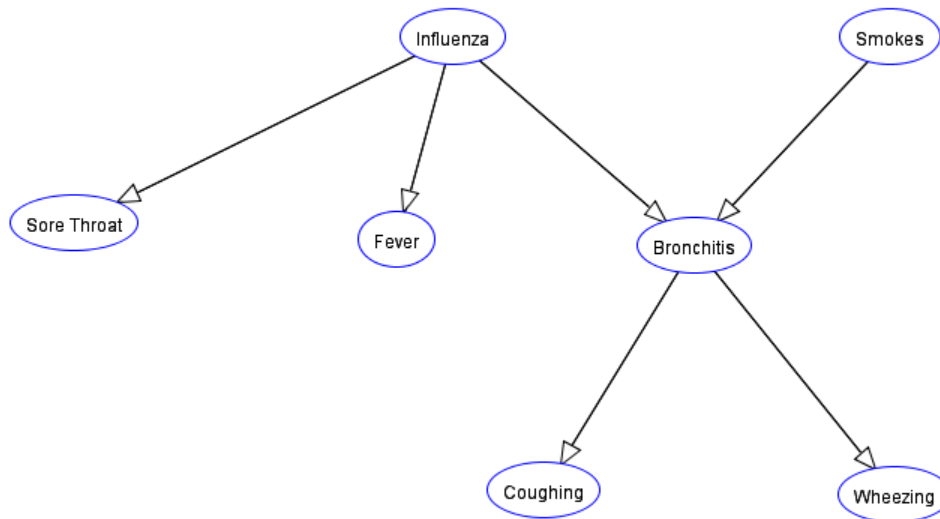 Influenza
Smokes
Sore Throat
Fever
Bronchitis
Coughing
Wheezing